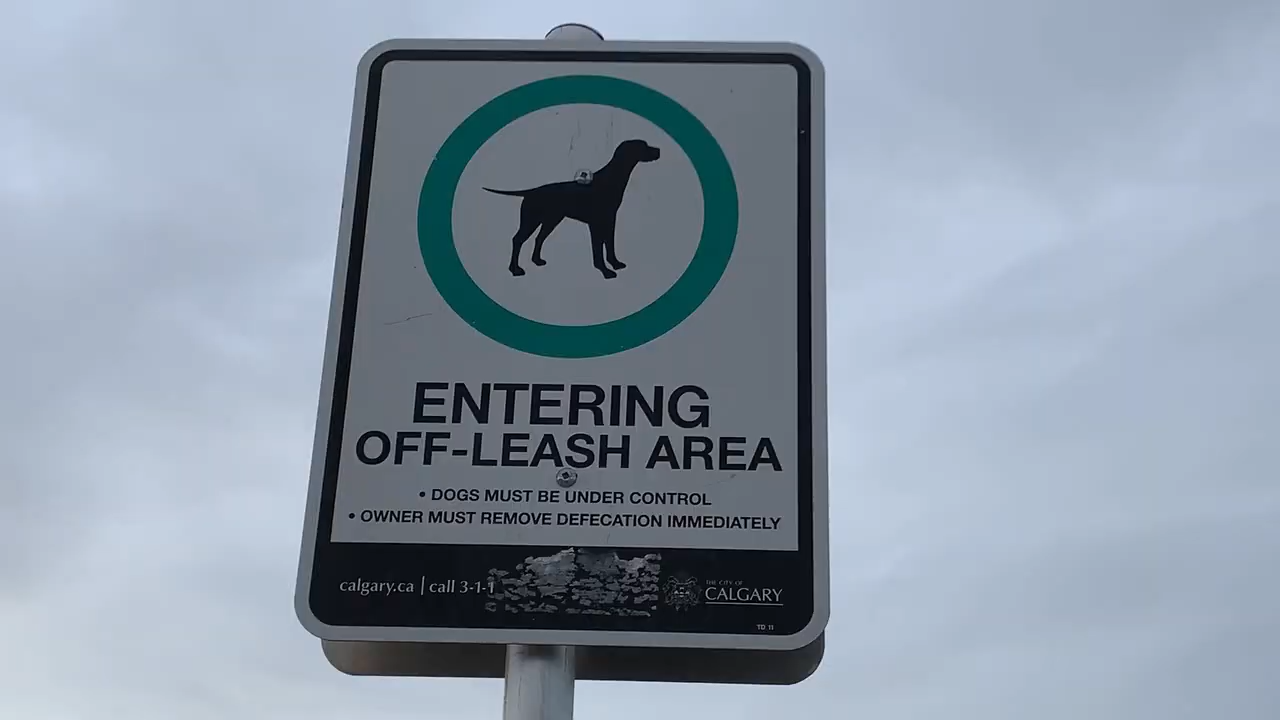 ENTERING
OFF-LEASH AREA
• DOGS MUST BE UNDER CONTROL
• OWNER MUST REMOVE DEFECATION IMMEDIATELY
calgary.ca | call 3-1-1
THE CITY OF
CALGARY
TD 11